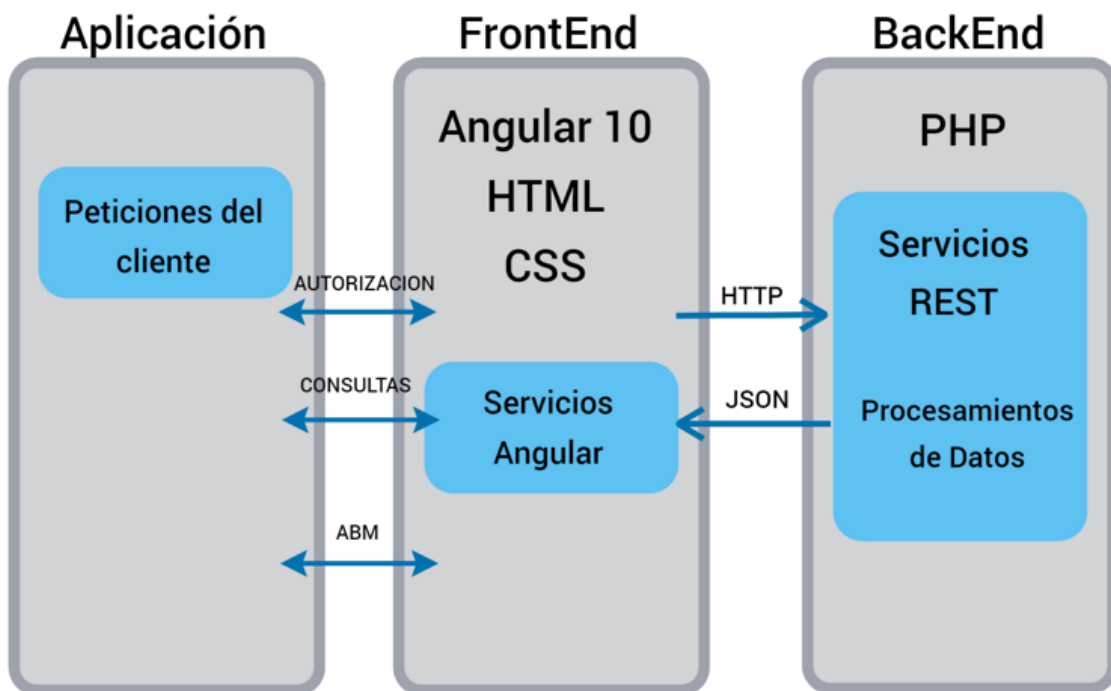 Aplicación
Peticiones del
cliente
AUTORIZACION
CONSULTAS
ABM
FrontEnd
Angular 10
HTML
CSS
Servicios
Angular
HTTP
JSON
BackEnd
PHP
Servicios
REST
Procesamientos
de Datos